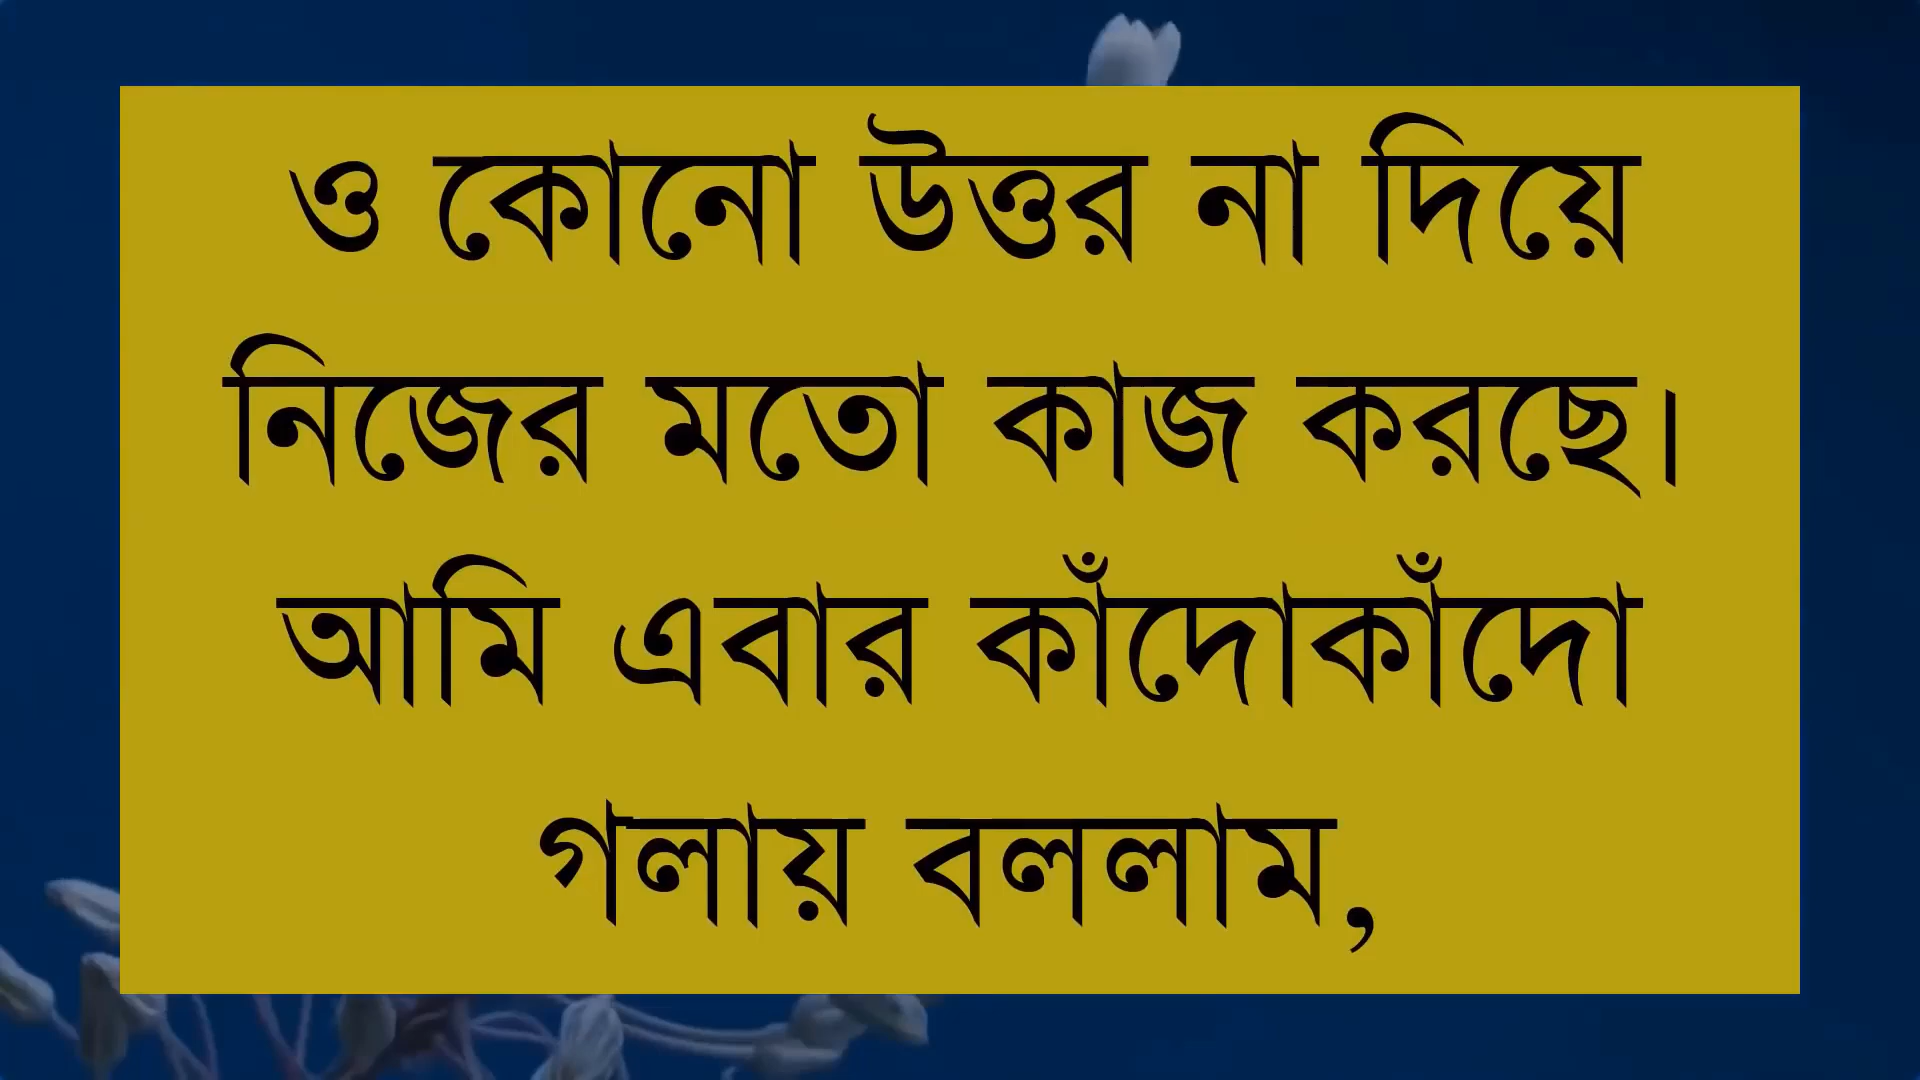 ও কোনো উত্তর না দিয়ে
নিজের মতো কাজ করছে।
আমি এবার কাঁদোকাঁদো
গলায় বললাম,